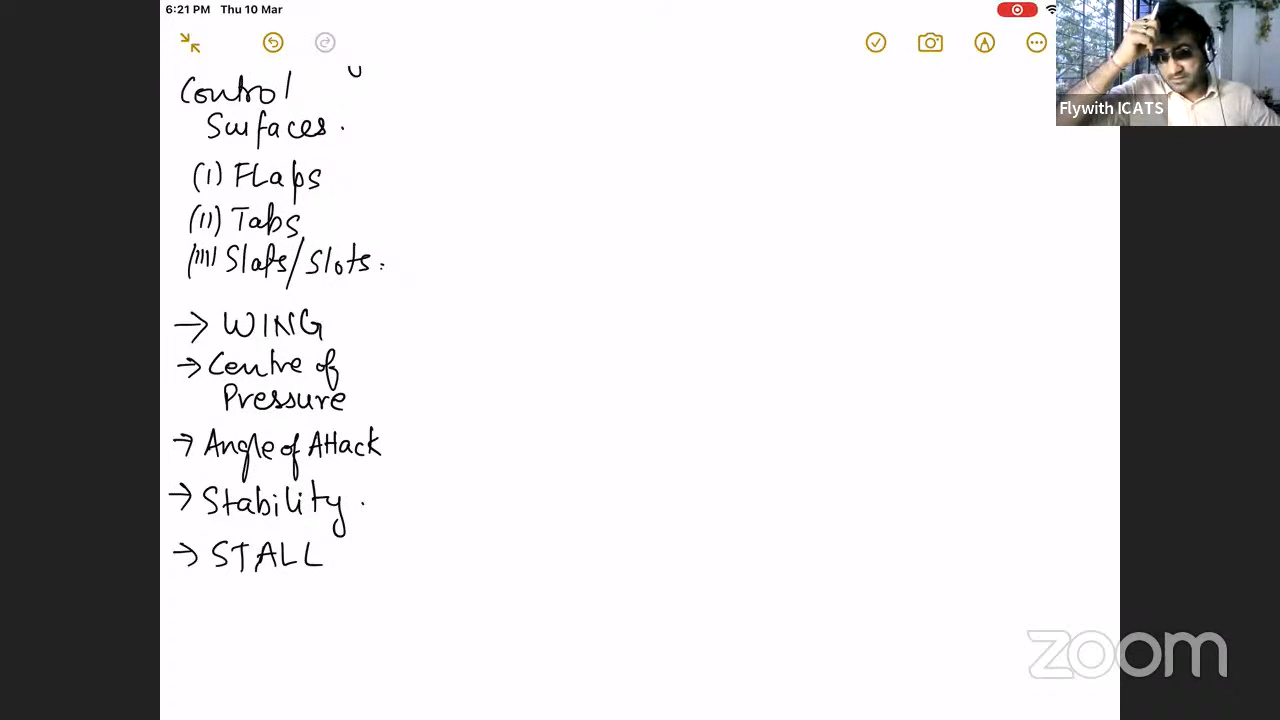 6:21 PM Thu 10 Mar
Control
Surfaces.
(I) FLaps
(II) Tabs
(III) Slats/Slots.
→ WING
→ Centre of
Pressure
→ Angle of Attack
→ Stability.
→ STALL
Flywith ICATS
zoom